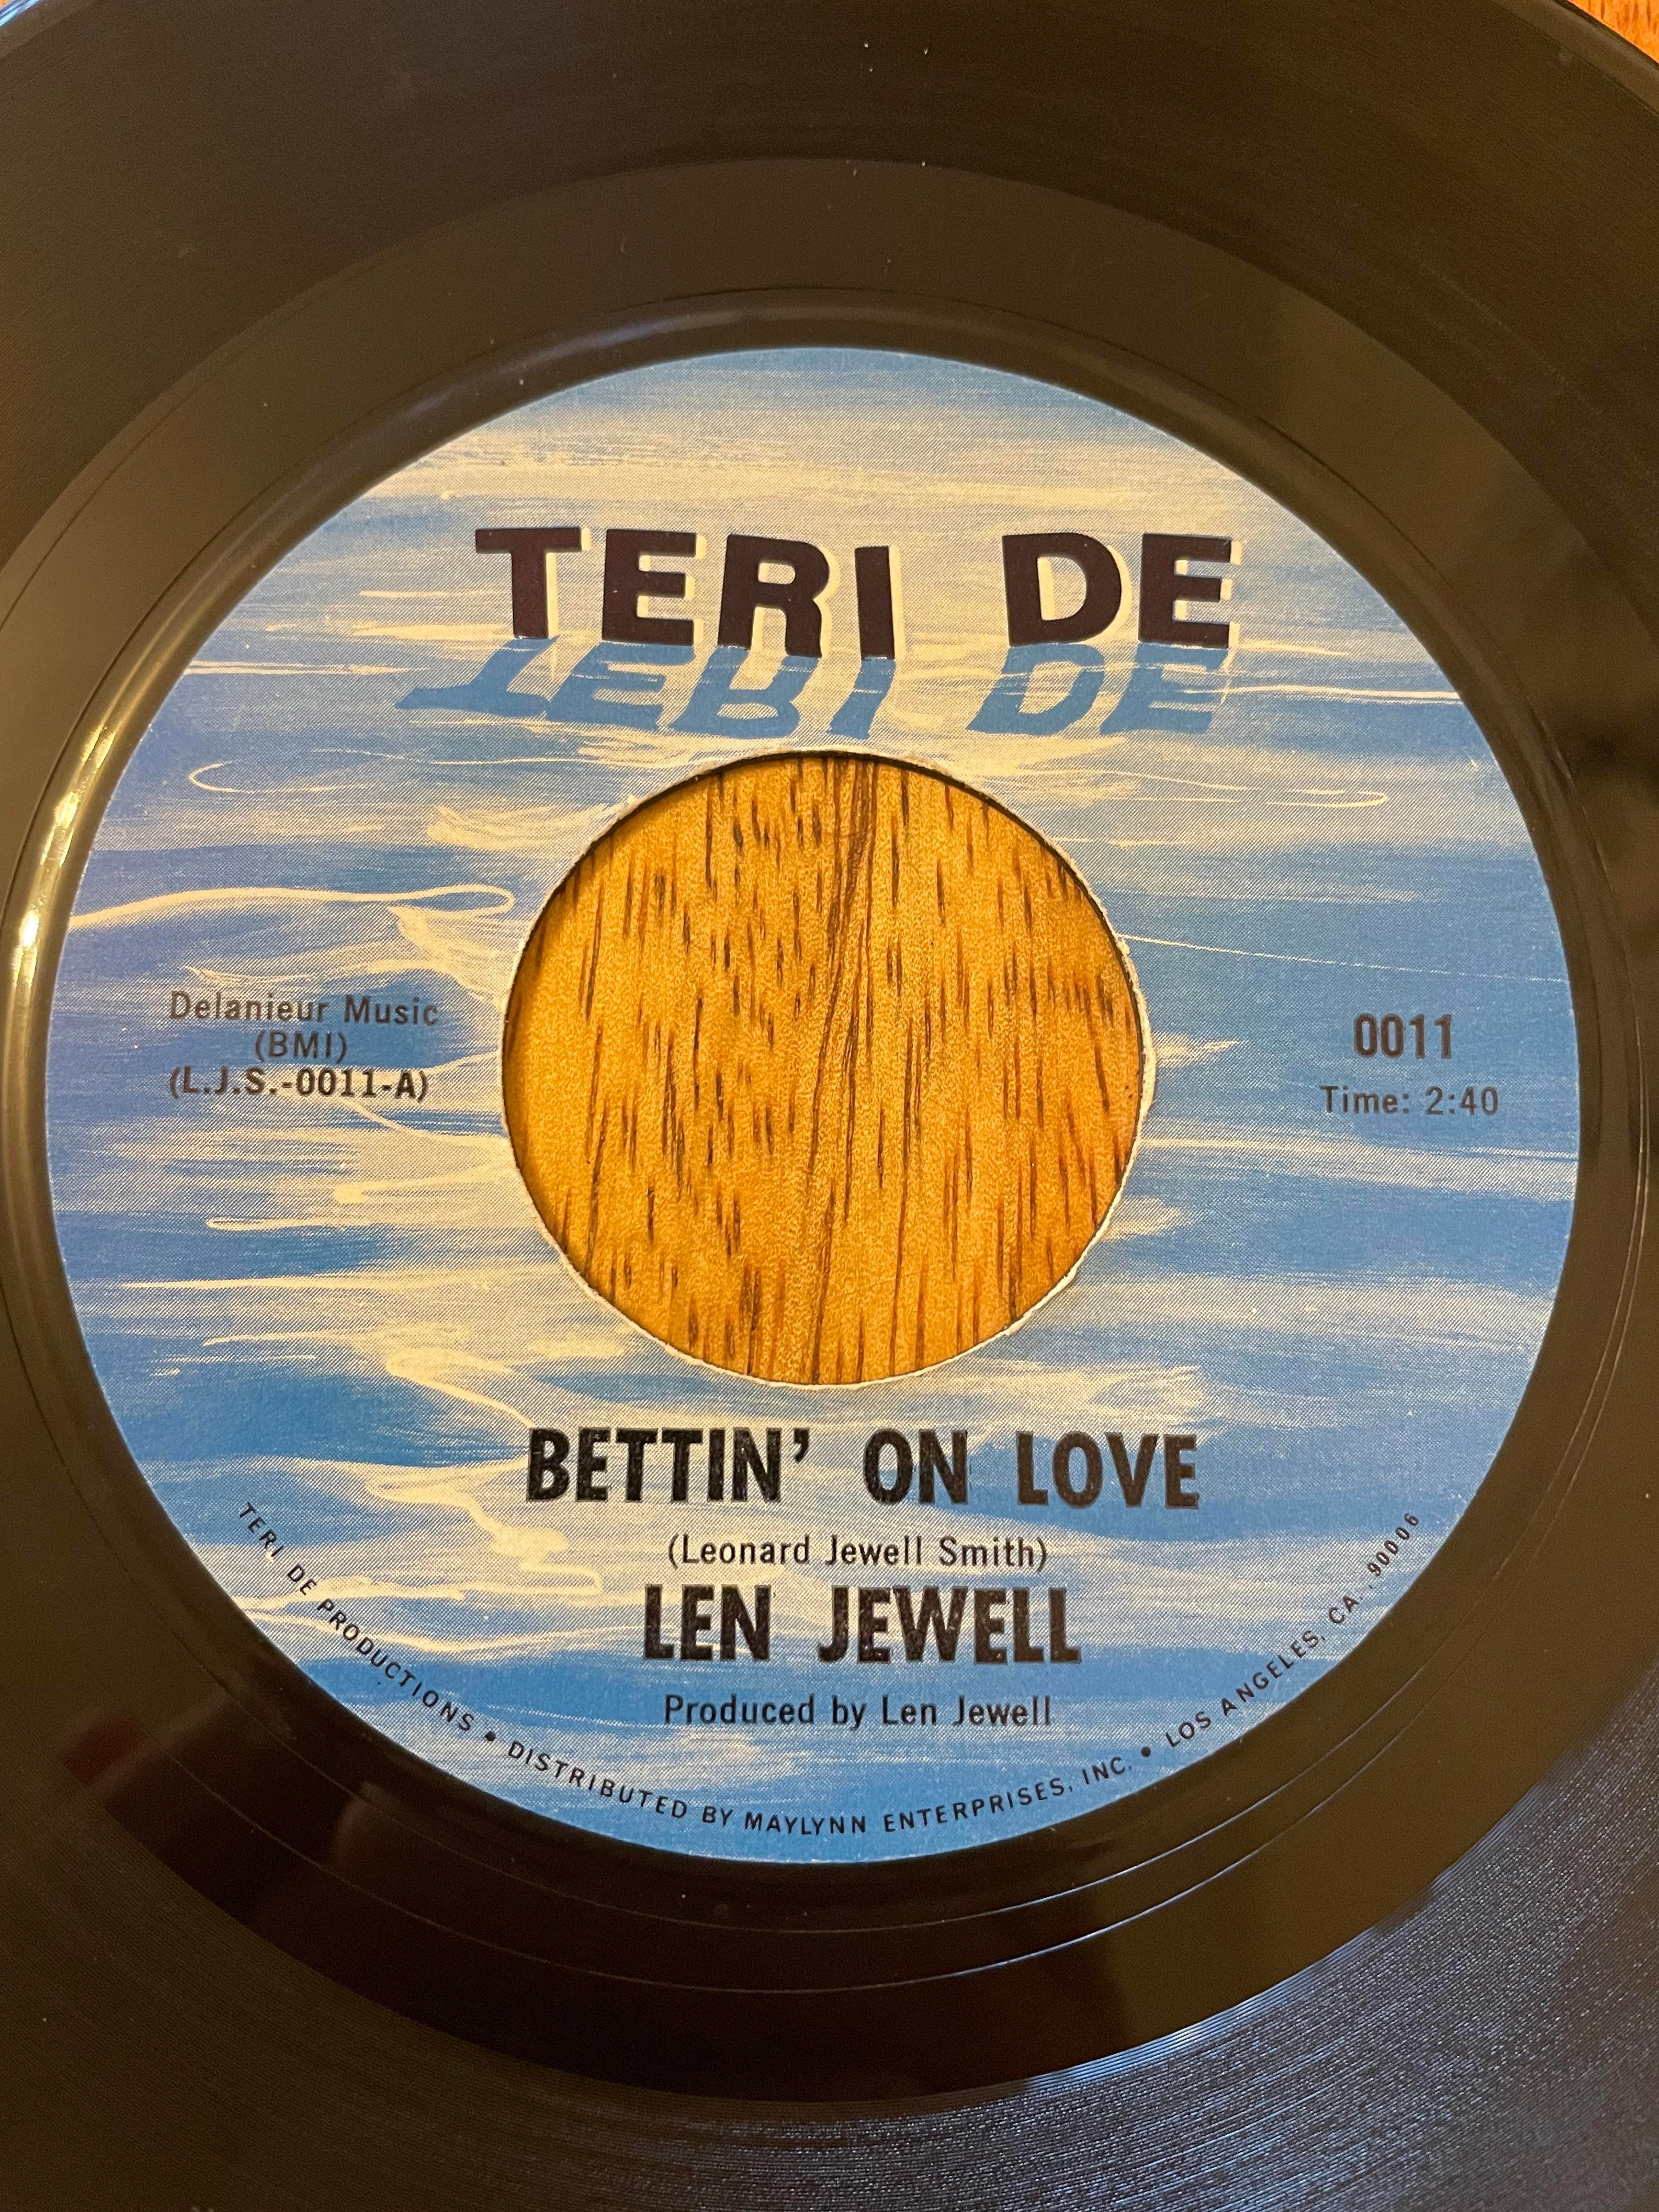 TERI DE
TERI DE
Delanieur Music
(BMI)
(L.J.S.-0011-A)
0011
Time: 2:40
BETTIN' ON LOVE
(Leonard Jewell Smith)
LEN JEWELL
Produced by Len Jewell
TERI DE PRODUCTIONS • DISTRIBUTED BY MAYLYNN ENTERPRISES, INC. • LOS ANGELES, CA. 90006